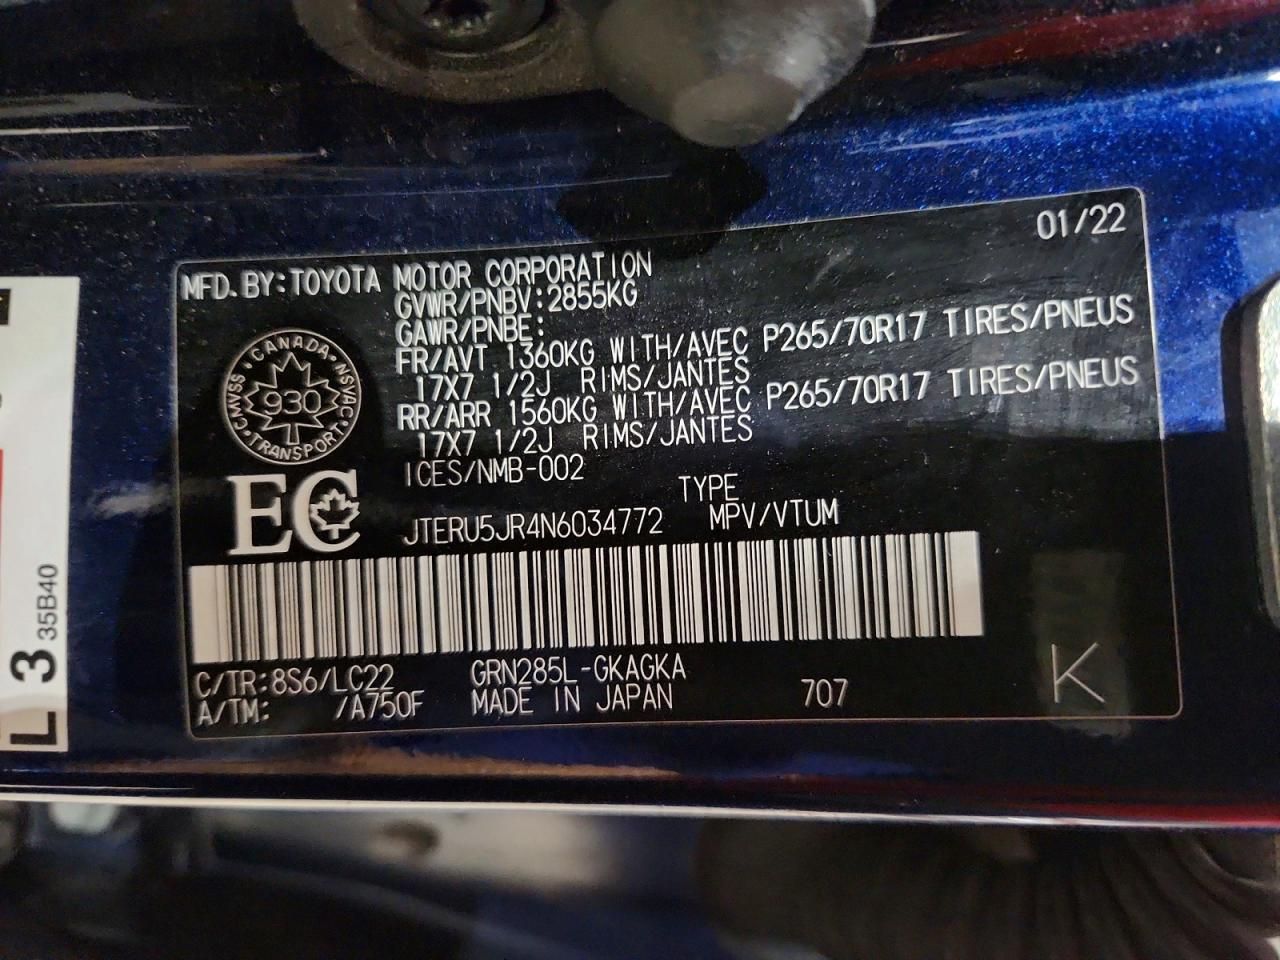 01/22
MFD. BY: TOYOTA MOTOR CORPORATION
GVWR/PNBV: 2855KG
GAWR/PNBE:
FR/AVT 1360KG WITH/AVEC P265/70R17 TIRES/PNEUS
17X7 1/2J RIMS/JANTES
RR/ARR 1560KG WITH/AVEC P265/70R17 TIRES/PNEUS
17X7 1/2J RIMS/JANTES
ICES/NMB-002
CANADA
CMVSS NSVAC
930
TRANSPORT
EC
TYPE
JTERU5JR4N6034772 MPV/VTUM
C/TR: 8S6/LC22 GRN285L-GKAGKA
A/TM: /A750F MADE IN JAPAN 707
K
L 3 35B40